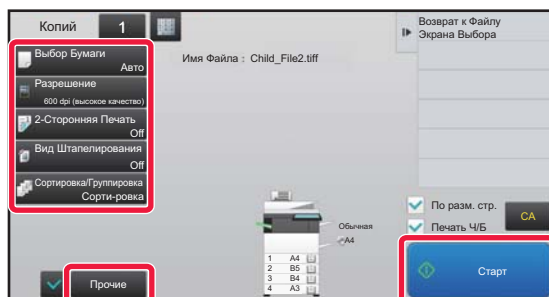 Копий 1
Выбор Бумаги
Авто
Разрешение
600 dpi (высокое качество)
2-Сторонняя Печать
Off
Вид Штапелирования
Off
Сортировка/Группировка
Сорти-ровка
Прочие
Имя Файла : Child_File2.tiff
Обычная
A4
1 A4
2 B5
3 B4
4 A3
Возврат к Файлу
Экрана Выбора
По разм. стр.
Печать Ч/Б
CA
Старт